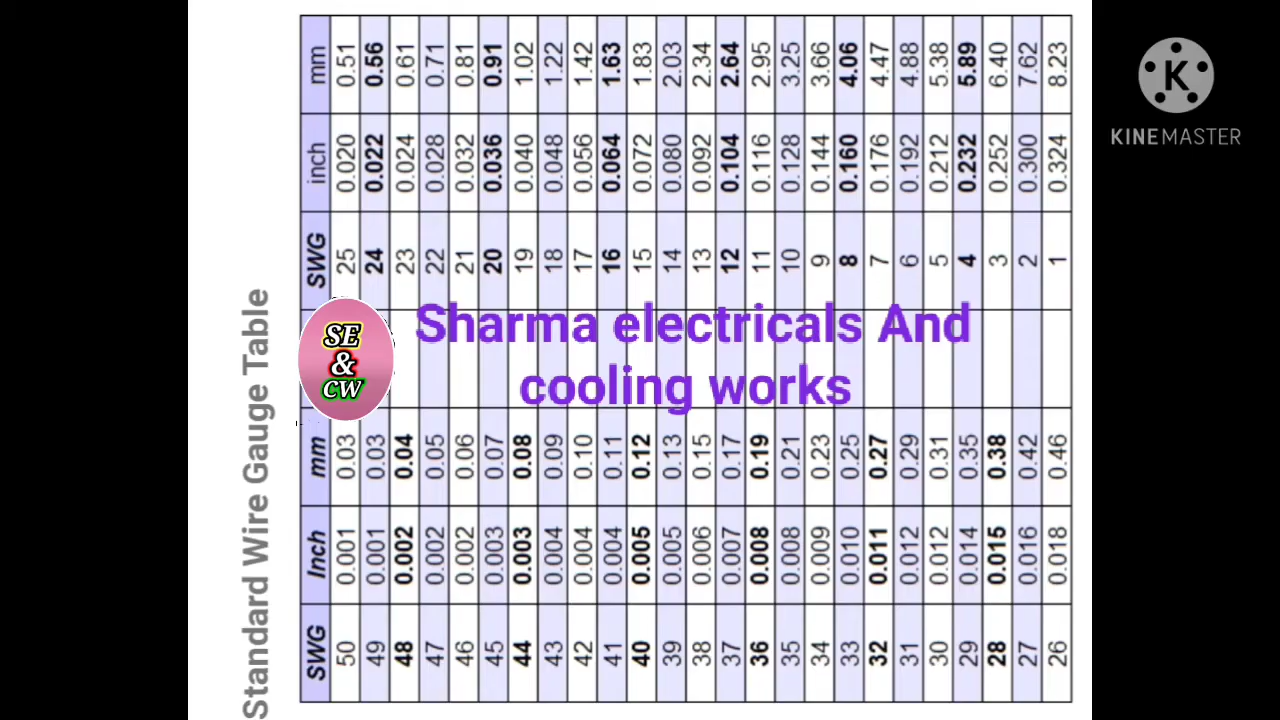 Standard Wire Gauge Table
SWG Inch mm SWG inch mm
50 0.001 0.03 25 0.020 0.51
49 0.001 0.03 24 0.022 0.56
48 0.002 0.04 23 0.024 0.61
47 0.002 0.05 22 0.028 0.71
46 0.002 0.06 21 0.032 0.81
45 0.003 0.07 20 0.036 0.91
44 0.003 0.08 19 0.040 1.02
43 0.004 0.09 18 0.048 1.22
42 0.004 0.10 17 0.056 1.42
41 0.004 0.11 16 0.064 1.63
40 0.005 0.12 15 0.072 1.83
39 0.005 0.13 14 0.080 2.03
38 0.006 0.15 13 0.092 2.34
37 0.007 0.17 12 0.104 2.64
36 0.008 0.19 11 0.116 2.95
35 0.008 0.21 10 0.128 3.25
34 0.009 0.23 9 0.144 3.66
33 0.010 0.25 8 0.160 4.06
32 0.011 0.27 7 0.176 4.47
31 0.012 0.29 6 0.192 4.88
30 0.012 0.31 5 0.212 5.38
29 0.014 0.35 4 0.232 5.89
28 0.015 0.38 3 0.252 6.40
27 0.016 0.42 2 0.300 7.62
26 0.018 0.46 1 0.324 8.23
SE
&
CW
Sharma electricals And
cooling works
K
KINEMASTER